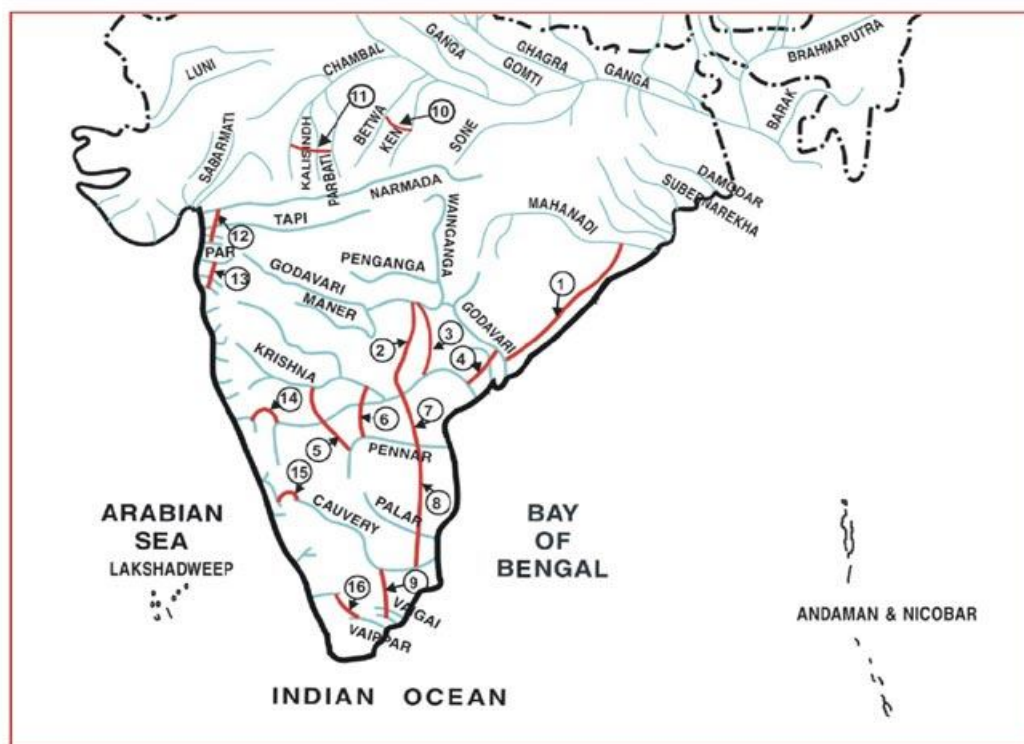 GANGA
GHAGRA
GOMTI
GANGA
BRAHMAPUTRA
LUNI
CHAMBAL
BARAK
11
10
BETWA
KEN
SONE
KALISINDH
PARBATI
SABARMATI
DAMODAR
SUBERNAREKHA
NARMADA
TAPI
WAINGANGA
MAHANADI
12
PAR
13
GODAVARI
PENGANGA
MANER
GODAVARI
1
2
3
4
KRISHNA
14
6
7
5
PENNAR
15
8
CAUVERY
PALAR
ARABIAN
SEA
LAKSHADWEEP
BAY
OF
BENGAL
16
9
VAIGAI
VAIPPAR
ANDAMAN & NICOBAR
INDIAN OCEAN